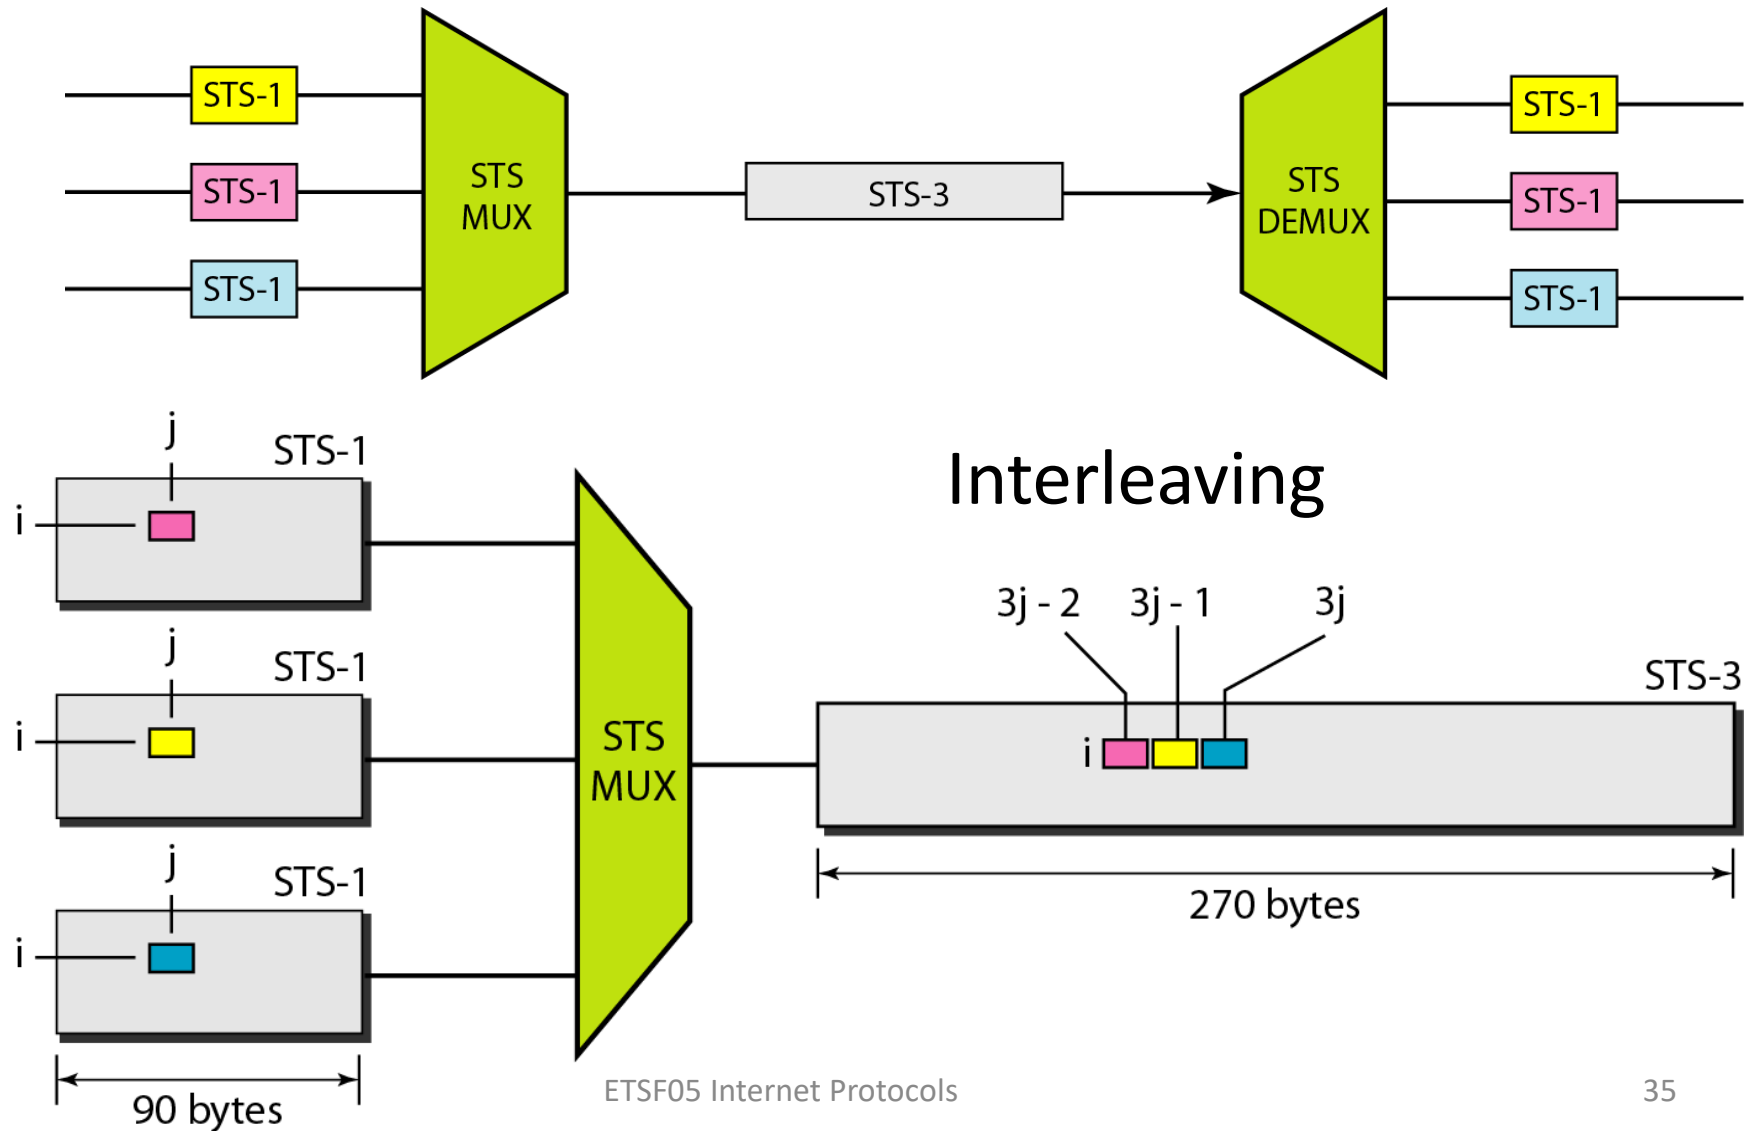 STS-1
STS-1
STS-1
STS
MUX
STS-3
STS
DEMUX
STS-1
STS-1
STS-1
Interleaving
j
STS-1
i
j
STS-1
i
j
STS-1
i
90 bytes
STS
MUX
3j - 2 3j - 1 3j
STS-3
i
270 bytes
ETSF05 Internet Protocols
35